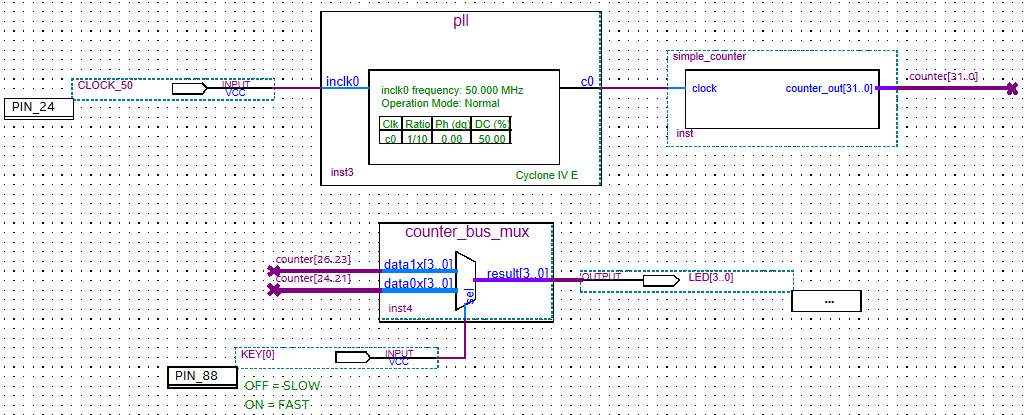 pll
simple_counter
CLOCK_50
INPUT
VCC
PIN_24
inclk0
c0
inclk0 frequency: 50.000 MHz
Operation Mode: Normal
Clk Ratio Ph (dg) DC (%)
c0 1/10 0.00 50.00
inst3
Cyclone IV E
clock
counter_out[31..0]
inst
counter[31..0]
counter_bus_mux
counter[26..23]
counter[24..21]
data1x[3..0]
data0x[3..0]
sel
result[3..0]
inst4
OUTPUT
LED[3..0]
...
KEY[0]
INPUT
VCC
PIN_88
OFF = SLOW
ON = FAST